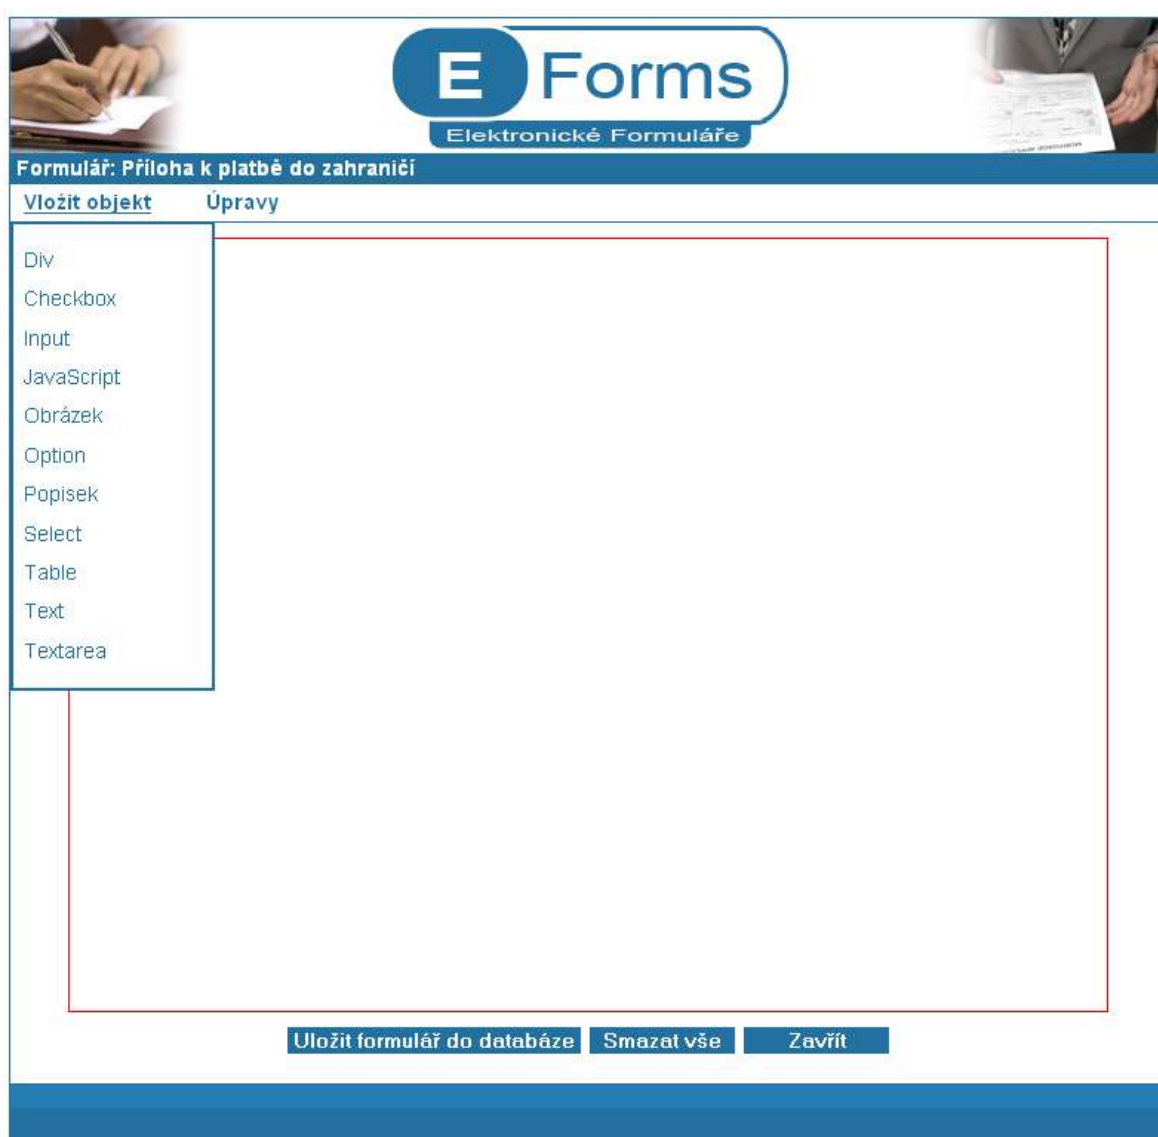 E Forms
Elektronické Formuláře
Formulář: Příloha k platbě do zahraničí
Vložit objekt Úpravy
Div
Checkbox
Input
JavaScript
Obrázek
Option
Popisek
Select
Table
Text
Textarea
Uložit formulář do databáze Smazat vše Zavřít